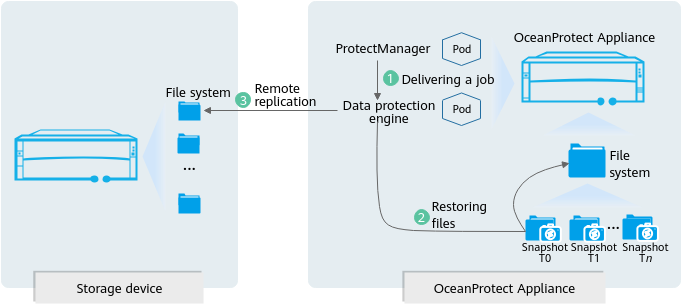 File system
...
Storage device
3 Remote
replication
ProtectManager
Pod
1 Delivering a job
Data protection
engine
Pod
OceanProtect Appliance
File
system
2 Restoring
files
...
Snapshot
T0
Snapshot
T1
Snapshot
Tn
OceanProtect Appliance